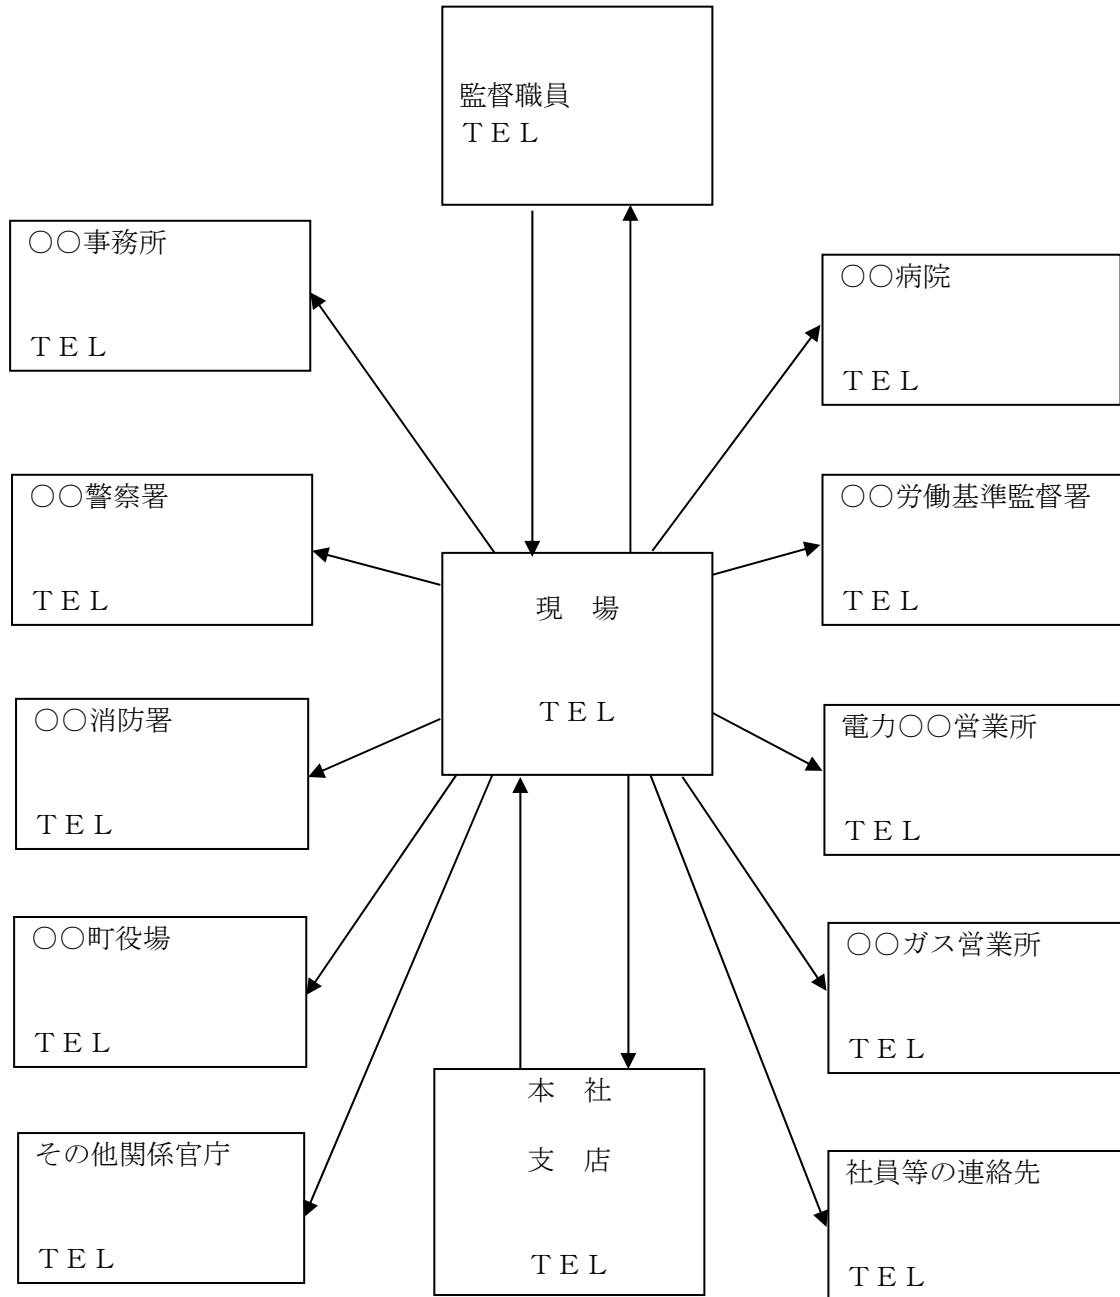 監督職員
ＴＥＬ
○○事務所
ＴＥＬ
○○病院
ＴＥＬ
○○警察署
ＴＥＬ
○○労働基準監督署
ＴＥＬ
現　場
ＴＥＬ
○○消防署
ＴＥＬ
電力○○営業所
ＴＥＬ
○○町役場
ＴＥＬ
○○ガス営業所
ＴＥＬ
本　社
支　店
ＴＥＬ
その他関係官庁
ＴＥＬ
社員等の連絡先
ＴＥＬ